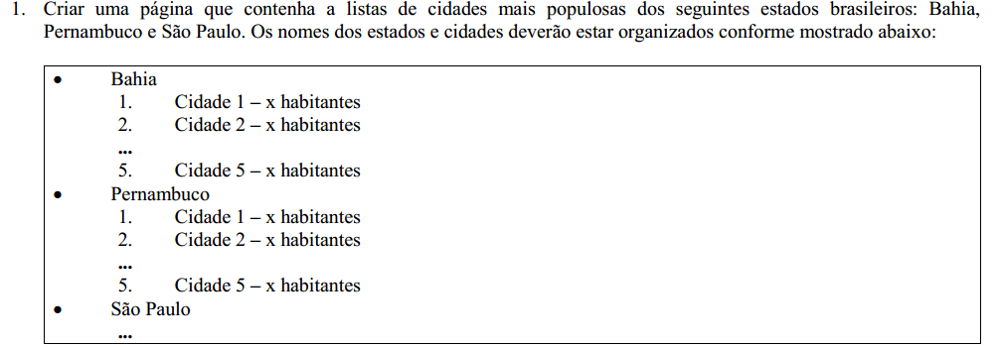 1. Criar uma página que contenha a listas de cidades mais populosas dos seguintes estados brasileiros: Bahia,
Pernambuco e São Paulo. Os nomes dos estados e cidades deverão estar organizados conforme mostrado abaixo:
• Bahia
1. Cidade 1 – x habitantes
2. Cidade 2 – x habitantes
...
5. Cidade 5 – x habitantes
• Pernambuco
1. Cidade 1 – x habitantes
2. Cidade 2 – x habitantes
...
5. Cidade 5 – x habitantes
• São Paulo
...